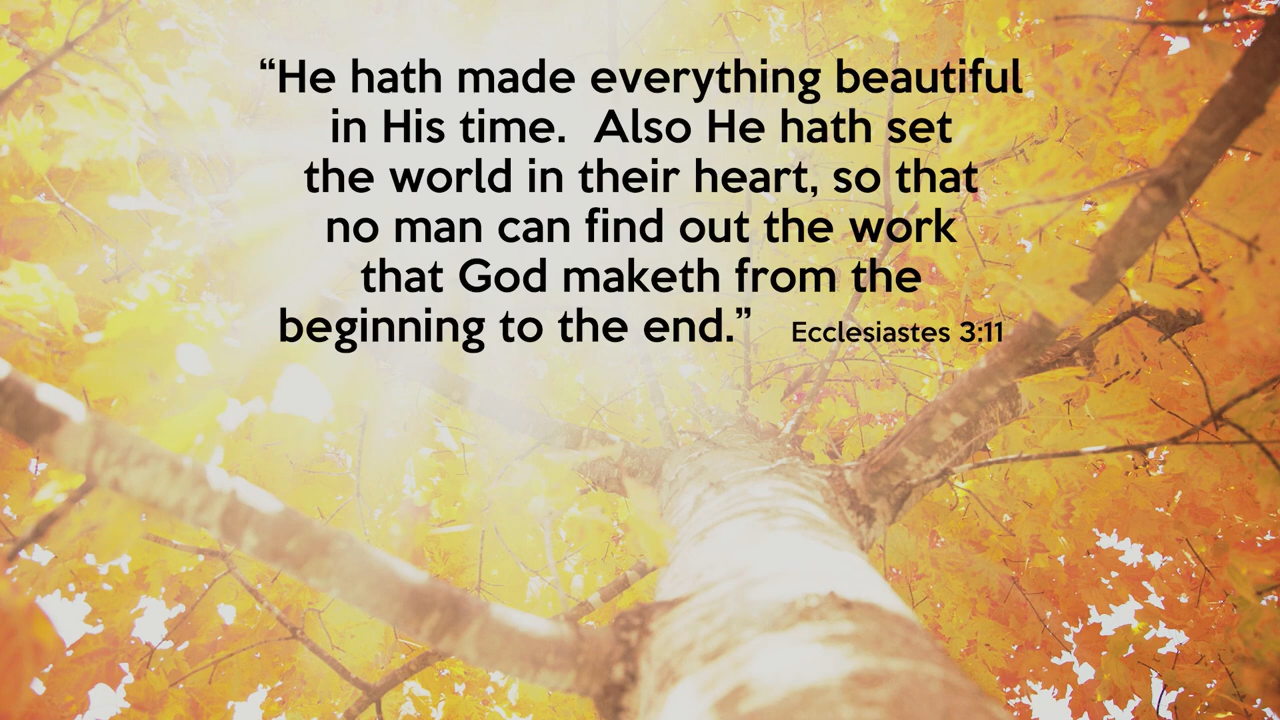 “He hath made everything beautiful
in His time.  Also He hath set
the world in their heart, so that
no man can find out the work
that God maketh from the
beginning to the end.”   Ecclesiastes 3:11